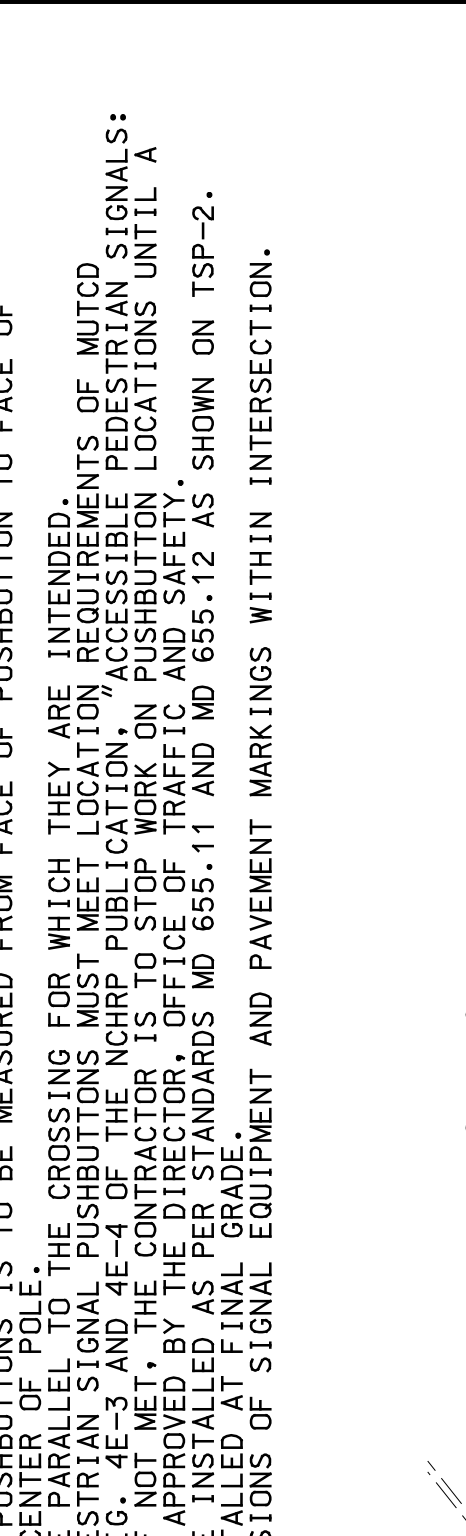 PUSHBUTTONS IS TO BE MEASURED FROM FACE OF PUSHBUTTON TO FACE OF
CENTER OF POLE.
PARALLEL TO THE CROSSING FOR WHICH THEY ARE INTENDED.
STRIAN SIGNAL PUSHBUTTONS MUST MEET LOCATION REQUIREMENTS OF MUTCD
G. 4E-3 AND 4E-4 OF THE NCHRP PUBLICATION, "ACCESSIBLE PEDESTRIAN SIGNALS:
NOT MET, THE CONTRACTOR IS TO STOP WORK ON PUSHBUTTON LOCATIONS UNTIL A
APPROVED BY THE DIRECTOR, OFFICE OF TRAFFIC AND SAFETY.
INSTALLED AS PER STANDARDS MD 655.11 AND MD 655.12 AS SHOWN ON TSP-2.
ALLED AT FINAL GRADE.
SIONS OF SIGNAL EQUIPMENT AND PAVEMENT MARKINGS WITHIN INTERSECTION.